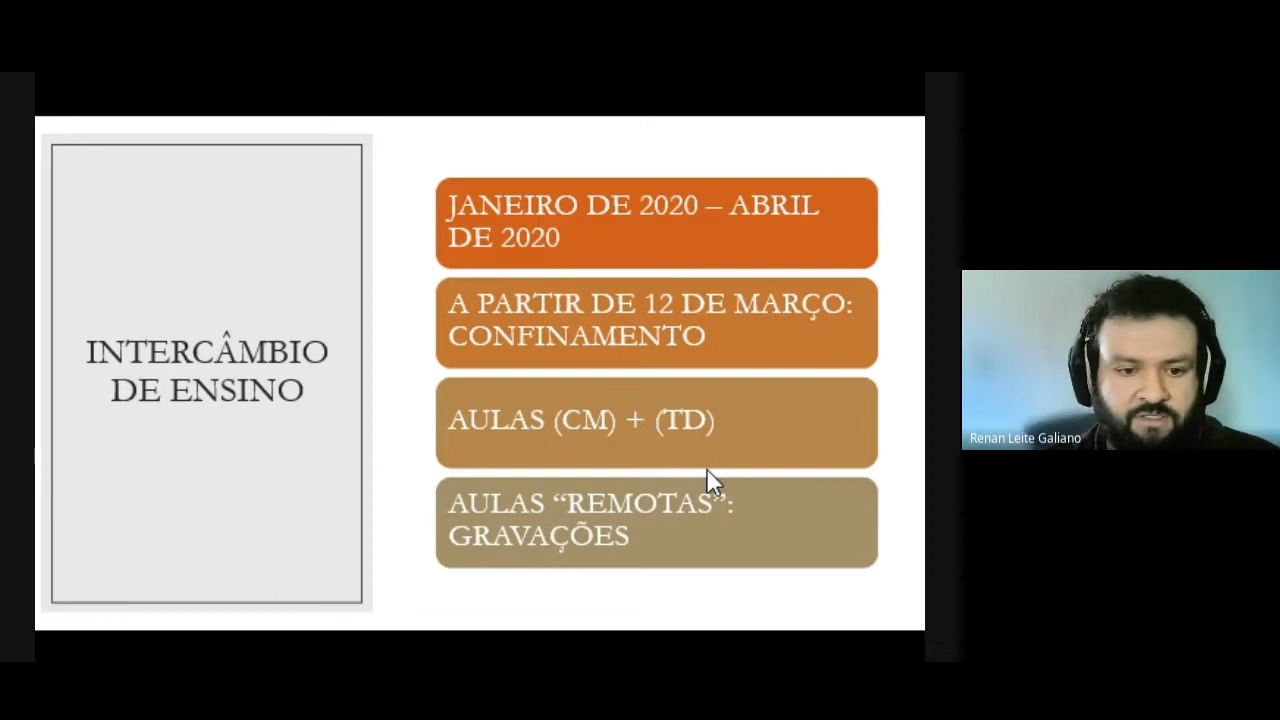 INTERCÂMBIO
DE ENSINO
JANEIRO DE 2020 – ABRIL
DE 2020
A PARTIR DE 12 DE MARÇO:
CONFINAMENTO
AULAS (CM) + (TD)
AULAS “REMOTAS”:
GRAVAÇÕES
Renan Leite Galiano